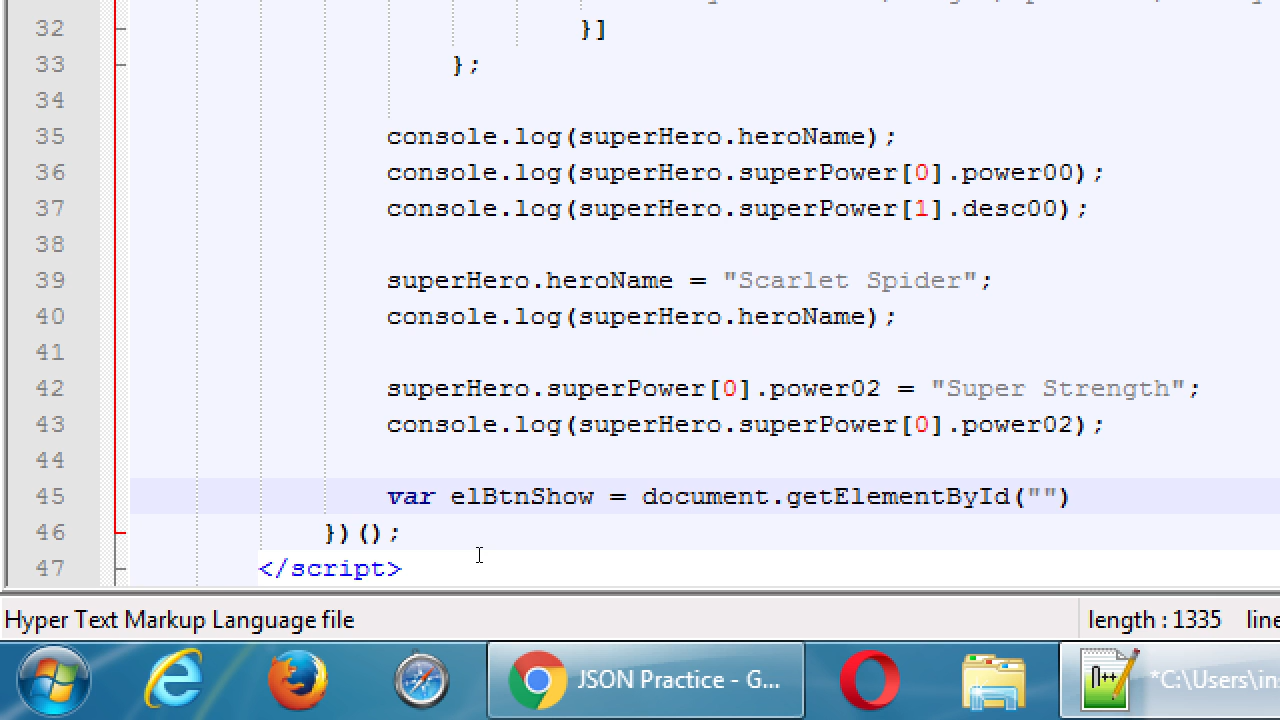 32 }]
33 };
34
35 console.log(superHero.heroName);
36 console.log(superHero.superPower[0].power00);
37 console.log(superHero.superPower[1].desc00);
38
39 superHero.heroName = "Scarlet Spider";
40 console.log(superHero.heroName);
41
42 superHero.superPower[0].power02 = "Super Strength";
43 console.log(superHero.superPower[0].power02);
44
45 var elBtnShow = document.getElementById("")
46 })();
47 </script>
Hyper Text Markup Language file length : 1335 line
JSON Practice - G... *C:\Users\in